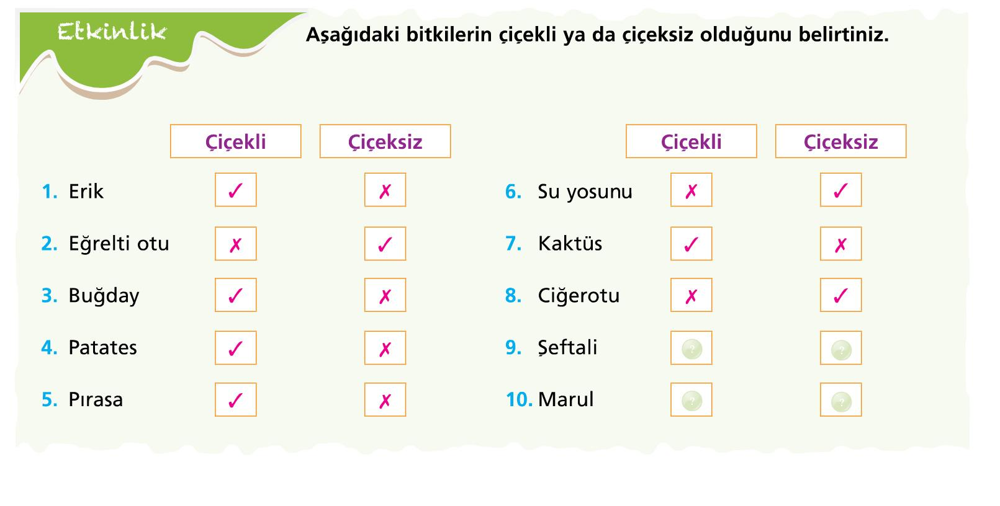 Etkinlik
Aşağıdaki bitkilerin çiçekli ya da çiçeksiz olduğunu belirtiniz.
Çiçekli Çiçeksiz
1. Erik ✓ ✗
2. Eğrelti otu ✗ ✓
3. Buğday ✓ ✗
4. Patates ✓ ✗
5. Pırasa ✓ ✗
Çiçekli Çiçeksiz
6. Su yosunu ✗ ✓
7. Kaktüs ✓ ✗
8. Ciğerotu ✗ ✓
9. Şeftali ? ?
10. Marul ? ?